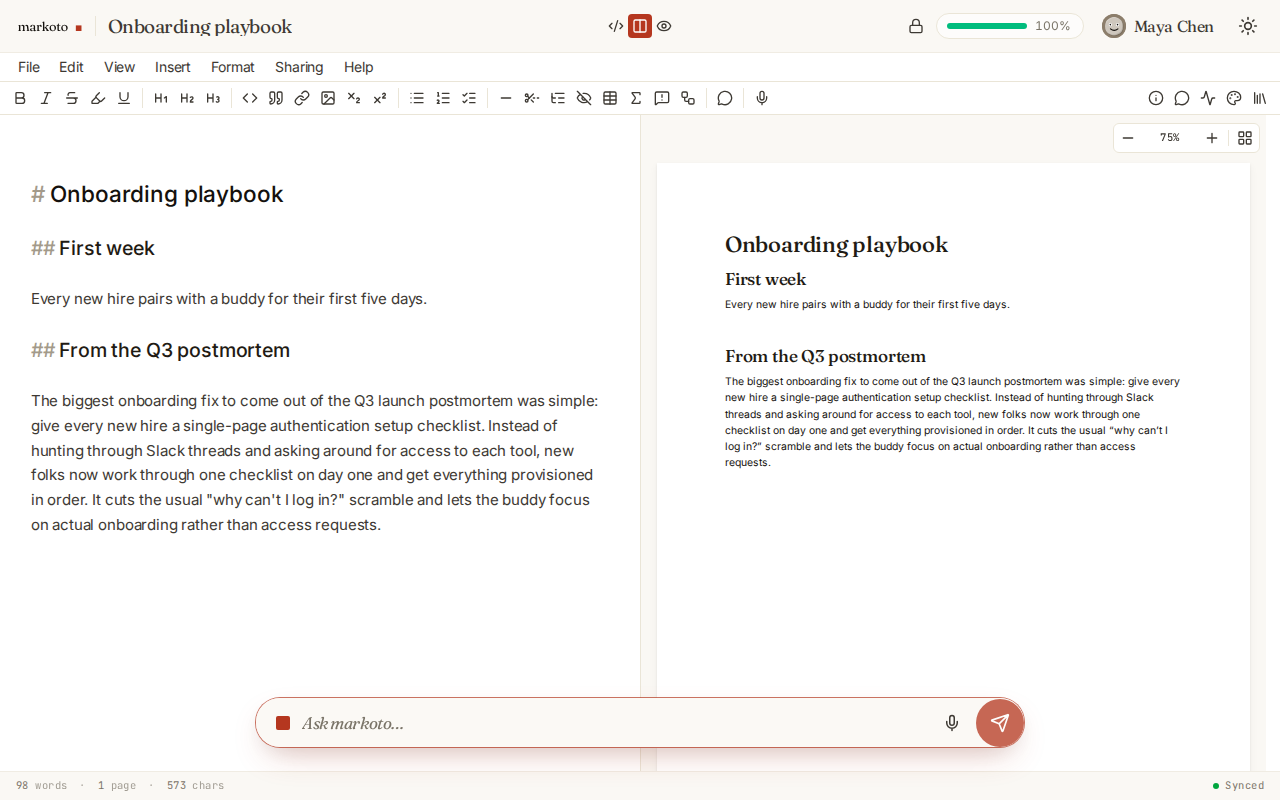 markoto
Onboarding playbook
100%
Maya Chen
File Edit View Insert Format Sharing Help
H1 H2 H3
75%
# Onboarding playbook
## First week
Every new hire pairs with a buddy for their first five days.
## From the Q3 postmortem
The biggest onboarding fix to come out of the Q3 launch postmortem was simple:
give every new hire a single-page authentication setup checklist. Instead of
hunting through Slack threads and asking around for access to each tool, new
folks now work through one checklist on day one and get everything provisioned
in order. It cuts the usual "why can't I log in?" scramble and lets the buddy focus
on actual onboarding rather than access requests.
Onboarding playbook
First week
Every new hire pairs with a buddy for their first five days.
From the Q3 postmortem
The biggest onboarding fix to come out of the Q3 launch postmortem was simple: give every
new hire a single-page authentication setup checklist. Instead of hunting through Slack
threads and asking around for access to each tool, new folks now work through one
checklist on day one and get everything provisioned in order. It cuts the usual “why can’t I
log in?” scramble and lets the buddy focus on actual onboarding rather than access
requests.
Ask markoto...
98 words · 1 page · 573 chars
Synced